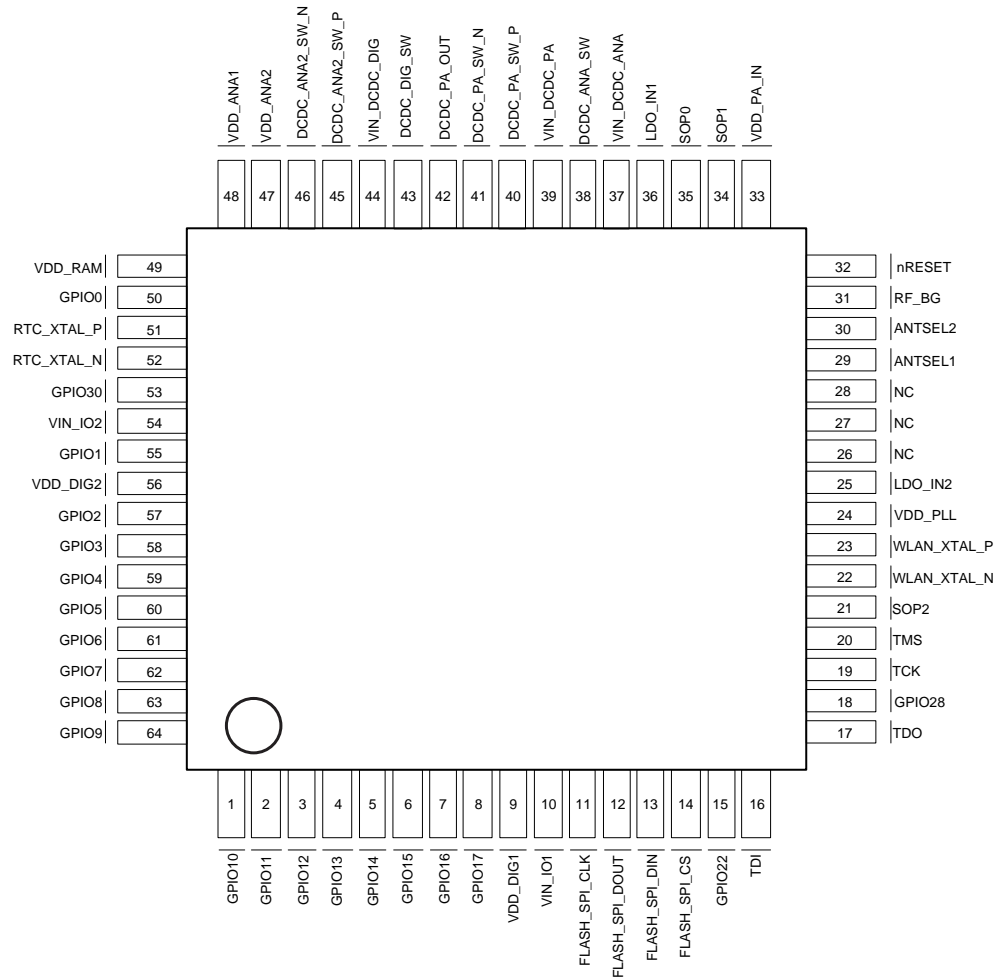 VDD_ANA1
VDD_ANA2
DCDC_ANA2_SW_N
DCDC_ANA2_SW_P
VIN_DCDC_DIG
DCDC_DIG_SW
DCDC_PA_OUT
DCDC_PA_SW_N
DCDC_PA_SW_P
VIN_DCDC_PA
DCDC_ANA_SW
VIN_DCDC_ANA
LDO_IN1
SOP0
SOP1
VDD_PA_IN
48 47 46 45 44 43 42 41 40 39 38 37 36 35 34 33
VDD_RAM 49
GPIO0 50
RTC_XTAL_P 51
RTC_XTAL_N 52
GPIO30 53
VIN_IO2 54
GPIO1 55
VDD_DIG2 56
GPIO2 57
GPIO3 58
GPIO4 59
GPIO5 60
GPIO6 61
GPIO7 62
GPIO8 63
GPIO9 64
32 nRESET
31 RF_BG
30 ANTSEL2
29 ANTSEL1
28 NC
27 NC
26 NC
25 LDO_IN2
24 VDD_PLL
23 WLAN_XTAL_P
22 WLAN_XTAL_N
21 SOP2
20 TMS
19 TCK
18 GPIO28
17 TDO
1 2 3 4 5 6 7 8 9 10 11 12 13 14 15 16
GPIO10
GPIO11
GPIO12
GPIO13
GPIO14
GPIO15
GPIO16
GPIO17
VDD_DIG1
VIN_IO1
FLASH_SPI_CLK
FLASH_SPI_DOUT
FLASH_SPI_DIN
FLASH_SPI_CS
GPIO22
TDI